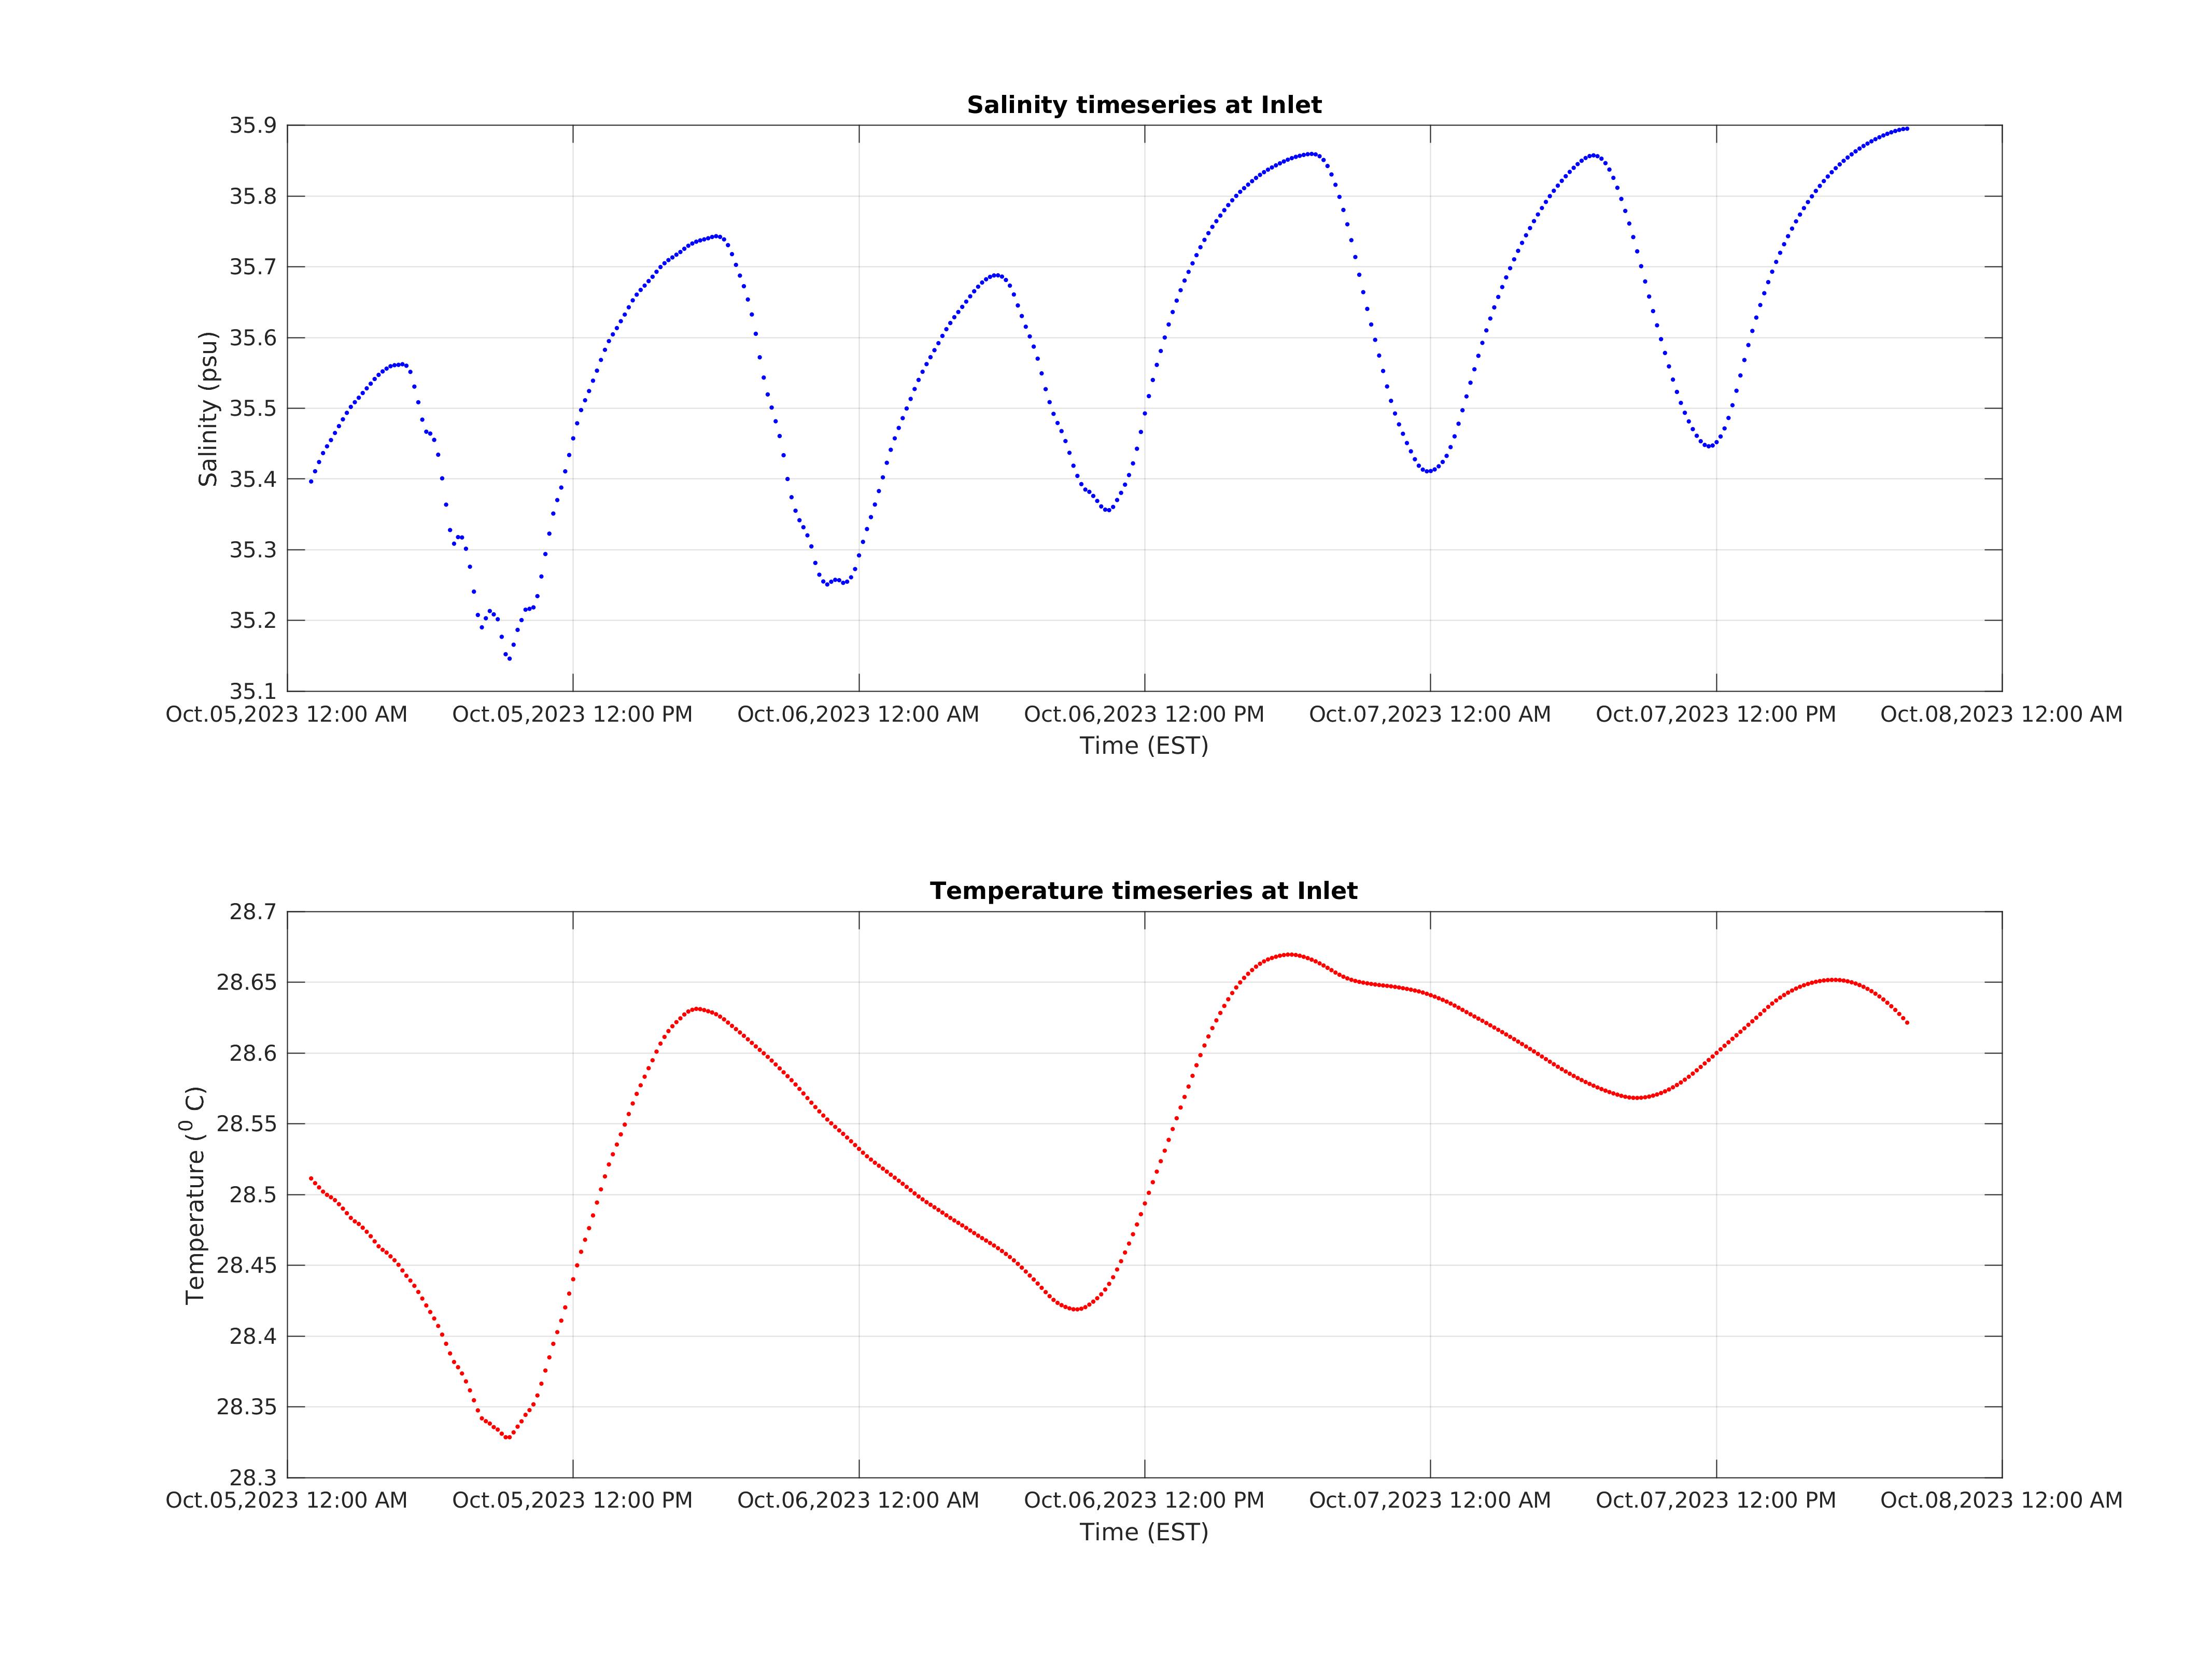 Salinity timeseries at Inlet
35.9
35.8
35.7
35.6
35.5
35.4
35.3
35.2
35.1
Salinity (psu)
Oct.05,2023 12:00 AM Oct.05,2023 12:00 PM Oct.06,2023 12:00 AM Oct.06,2023 12:00 PM Oct.07,2023 12:00 AM Oct.07,2023 12:00 PM Oct.08,2023 12:00 AM
Time (EST)
Temperature timeseries at Inlet
28.7
28.65
28.6
28.55
28.5
28.45
28.4
28.35
28.3
Temperature (⁰ C)
Oct.05,2023 12:00 AM Oct.05,2023 12:00 PM Oct.06,2023 12:00 AM Oct.06,2023 12:00 PM Oct.07,2023 12:00 AM Oct.07,2023 12:00 PM Oct.08,2023 12:00 AM
Time (EST)